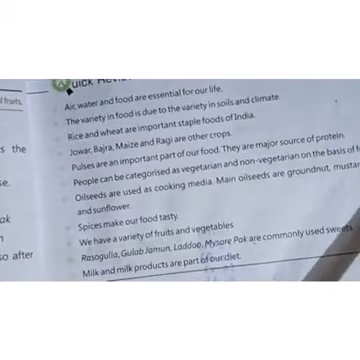 Quick Revie
Air, water and food are essential for our life.
The variety in food is due to the variety in soils and climate.
Rice and wheat are important staple foods of India.
Jowar, Bajra, Maize and Ragi are other crops.
Pulses are an important part of our food. They are major source of protein.
People can be categorised as vegetarian and non-vegetarian on the basis of
Oilseeds are used as cooking media. Main oilseeds are groundnut, mustar
and sunflower.
Spices make our food tasty.
We have a variety of fruits and vegetables
Rasogulla, Gulab Jamun, Laddoo, Mysore Pak are commonly used sweets.
Milk and milk products are part of our diet.
fruits.
s the
se.
ak
so after